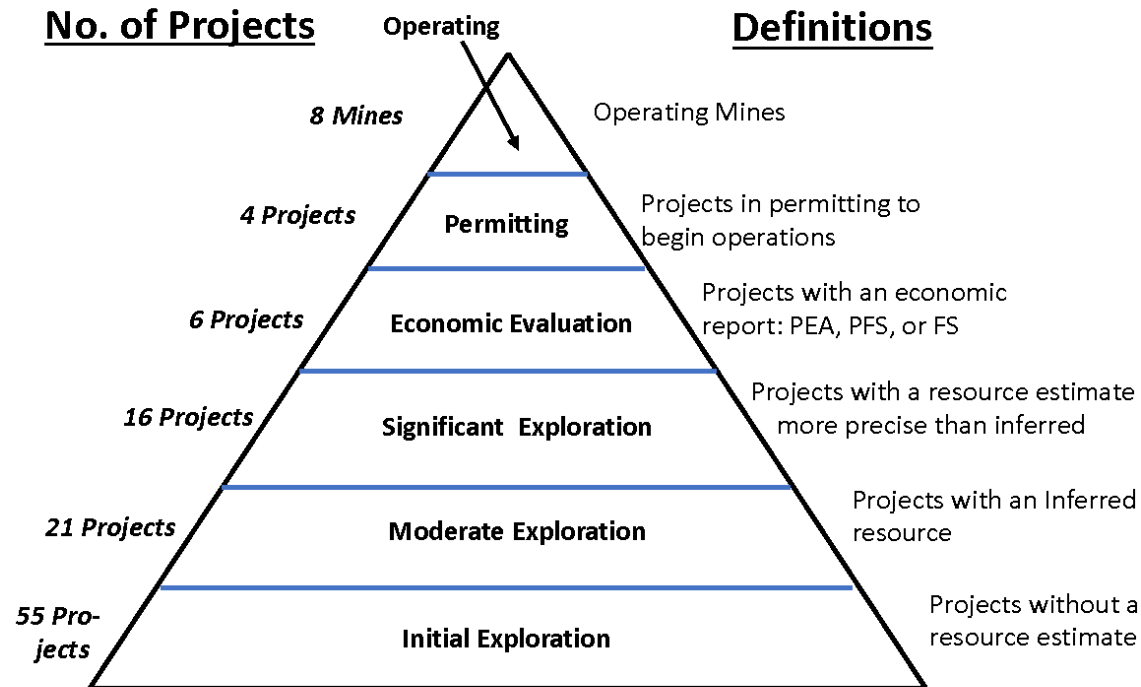 No. of Projects
Operating
Definitions
8 Mines
Operating Mines
4 Projects
Permitting
Projects in permitting to
begin operations
6 Projects
Economic Evaluation
Projects with an economic
report: PEA, PFS, or FS
16 Projects
Significant Exploration
Projects with a resource estimate
more precise than inferred
21 Projects
Moderate Exploration
Projects with an Inferred
resource
55 Pro-
jects
Initial Exploration
Projects without a
resource estimate